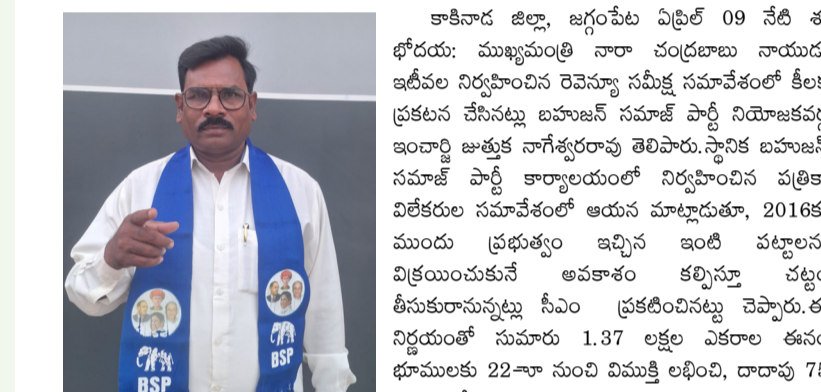 కాకినాడ జిల్లా, జగ్గంపేట ఏప్రిల్ 09 నేటి
భోదయ: ముఖ్యమంత్రి నారా చంద్రబాబు నాయుడ
ఇటీవల నిర్వహించిన రెవెన్యూ సమీక్ష సమావేశంలో కీలక
ప్రకటన చేసినట్లు బహుజన్ సమాజ్ పార్టీ నియోజకవర్గ
ఇంచార్జి జుత్తుక నాగేశ్వరరావు తెలిపారు.స్థానిక బహుజన్
సమాజ్ పార్టీ కార్యాలయంలో నిర్వహించిన పత్రికా
విలేకరుల సమావేశంలో ఆయన మాట్లాడుతూ, 2016క
ముందు ప్రభుత్వం ఇచ్చిన ఇంటి పట్టాలన
విక్రయించుకునే అవకాశం కల్పిస్తూ చట్టం
తీసుకురానున్నట్లు సీఎం ప్రకటించినట్టు చెప్పారు.ఈ
నిర్ణయంతో సుమారు 1.37 లక్షల ఎకరాల ఈనం
భూములకు నుంచి విముక్తి లభించి, దాదాపు
BSP
BSP